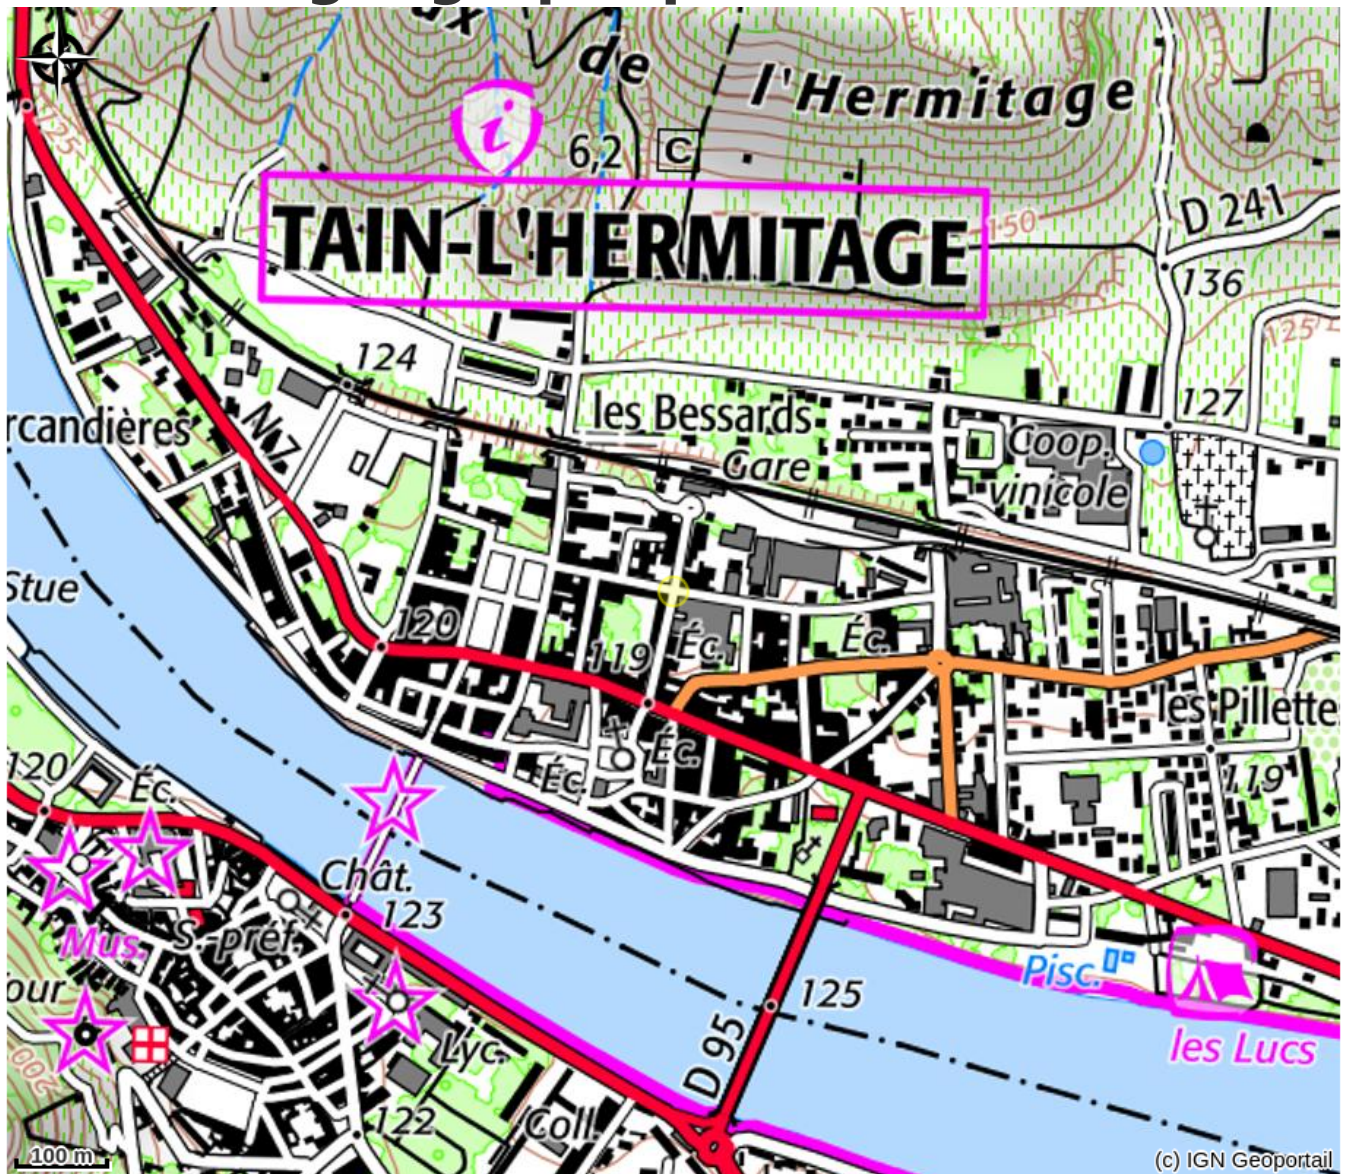 de
l'Hermitage
6,2
C
125
TAIN-L'HERMITAGE
150
D 241
136
125
124
127
rcandières
N 7
les Bessards
Gare
Coop.
vinicole
Stue
120
119
Éc.
Éc.
les Pillette
120
Éc.
Éc.
Éc.
119
Chât.
123
Mus.
S.-préf.
our
Pisc.
125
les Lucs
Lyc.
D 95
200
122
Coll.
100 m
(c) IGN Geoportail